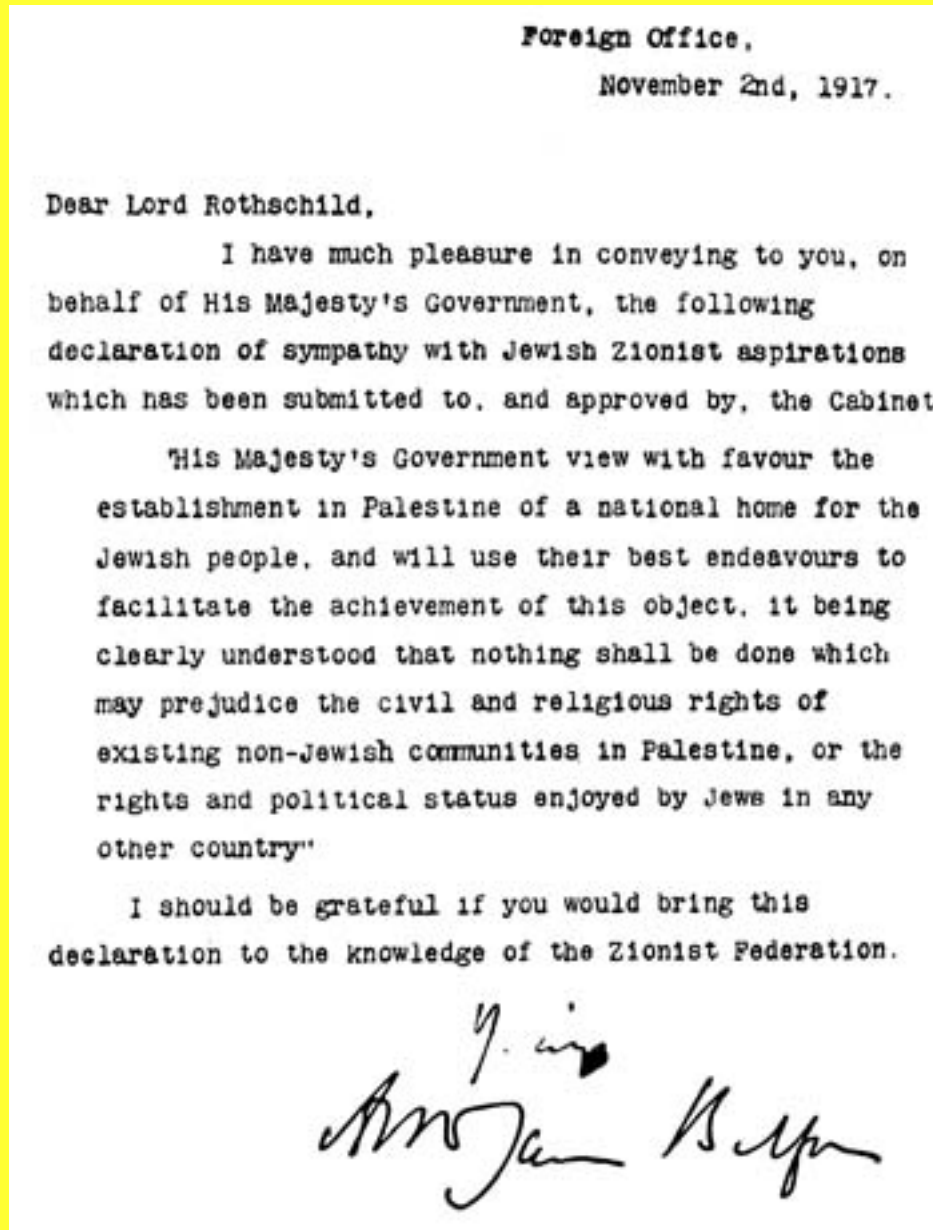 Foreign Office,
November 2nd, 1917.
Dear Lord Rothschild,
I have much pleasure in conveying to you, on
behalf of His Majesty's Government, the following
declaration of sympathy with Jewish Zionist aspirations
which has been submitted to, and approved by, the Cabinet
"His Majesty's Government view with favour the
establishment in Palestine of a national home for the
Jewish people, and will use their best endeavours to
facilitate the achievement of this object, it being
clearly understood that nothing shall be done which
may prejudice the civil and religious rights of
existing non-Jewish communities in Palestine, or the
rights and political status enjoyed by Jews in any
other country"
I should be grateful if you would bring this
declaration to the knowledge of the Zionist Federation.